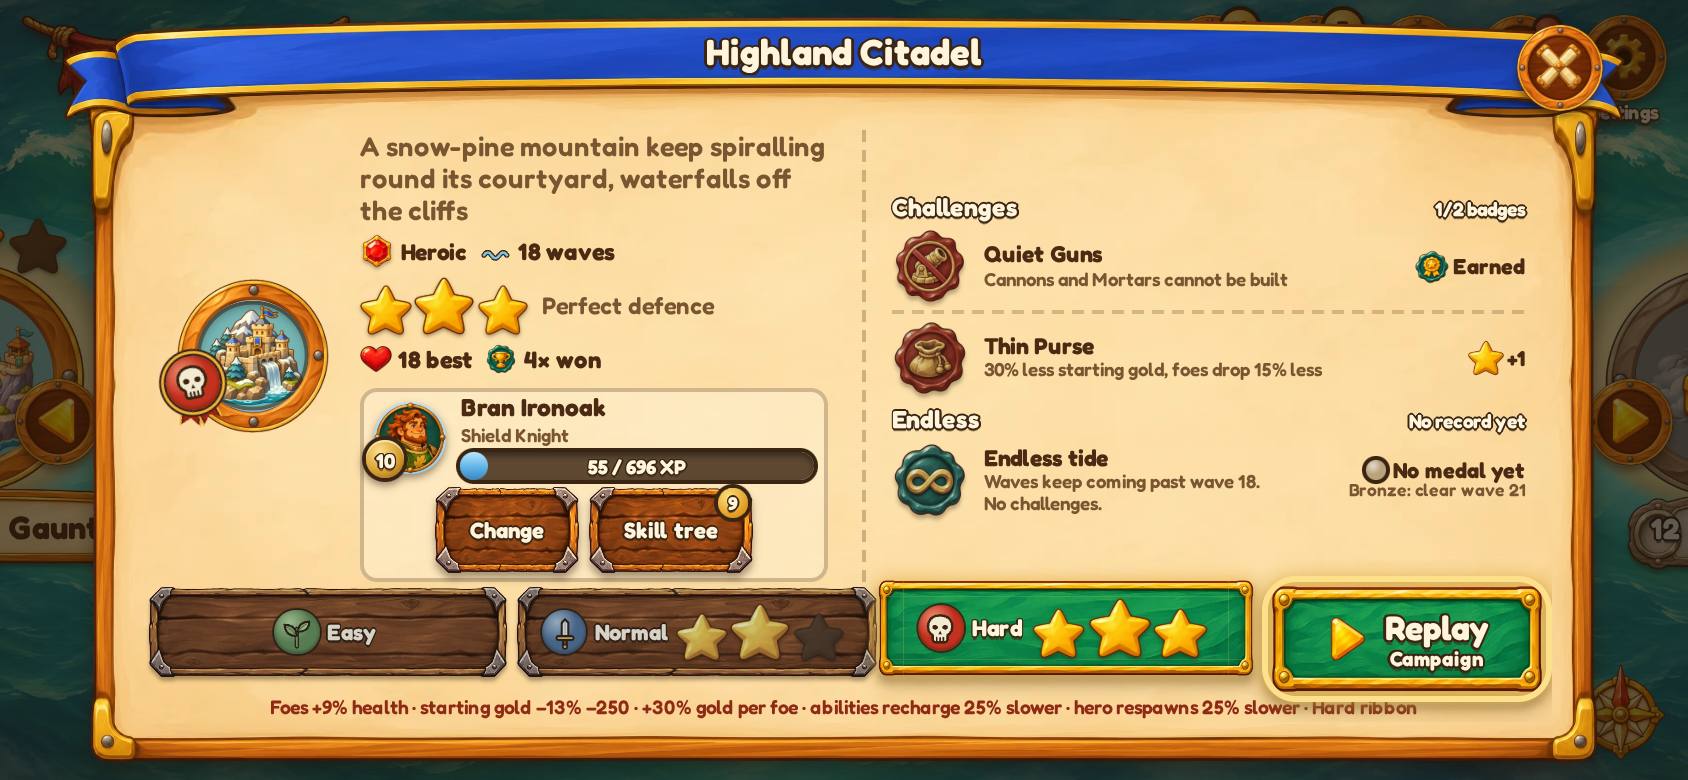 Highland Citadel
A snow-pine mountain keep spiralling
round its courtyard, waterfalls off
the cliffs
Heroic 18 waves
Perfect defence
18 best 4x won
Bran Ironoak
Shield Knight
10
55 / 696 XP
Change
Skill tree
9
Challenges 1/2 badges
Quiet Guns
Cannons and Mortars cannot be built
Earned
Thin Purse
30% less starting gold, foes drop 15% less
+1
Endless No record yet
Endless tide
Waves keep coming past wave 18.
No challenges.
No medal yet
Bronze: clear wave 21
Easy
Normal
Hard
Replay
Campaign
Foes +9% health · starting gold −13% −250 · +30% gold per foe · abilities recharge 25% slower · hero respawns 25% slower · Hard ribbon
Gaunt
12